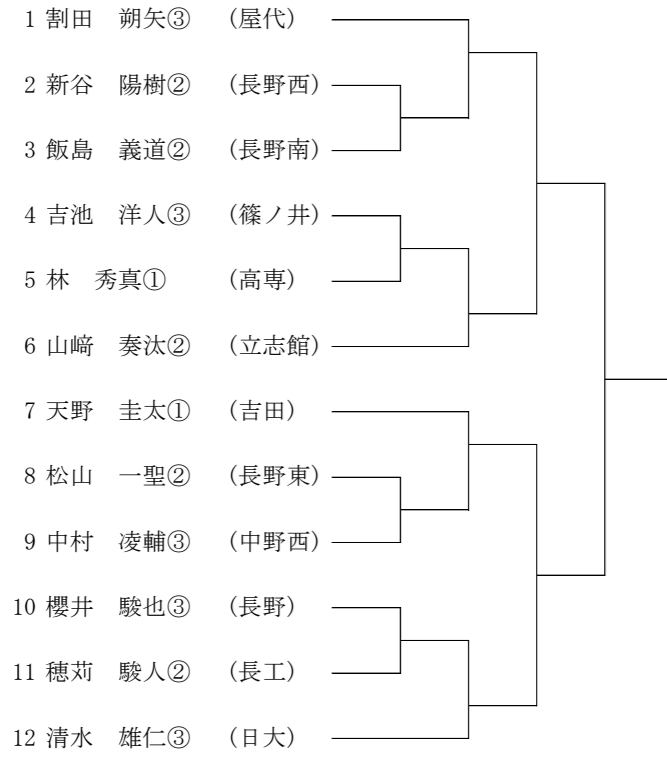 1 割田　朔矢③　（屋代）
2 新谷　陽樹②　（長野西）
3 飯島　義道②　（長野南）
4 吉池　洋人③　（篠ノ井）
5 林　秀真①　（高専）
6 山﨑　奏汰②　（立志館）
7 天野　圭太①　（吉田）
8 松山　一聖②　（長野東）
9 中村　凌輔③　（中野西）
10 櫻井　駿也③　（長野）
11 穂苅　駿人②　（長工）
12 清水　雄仁③　（日大）